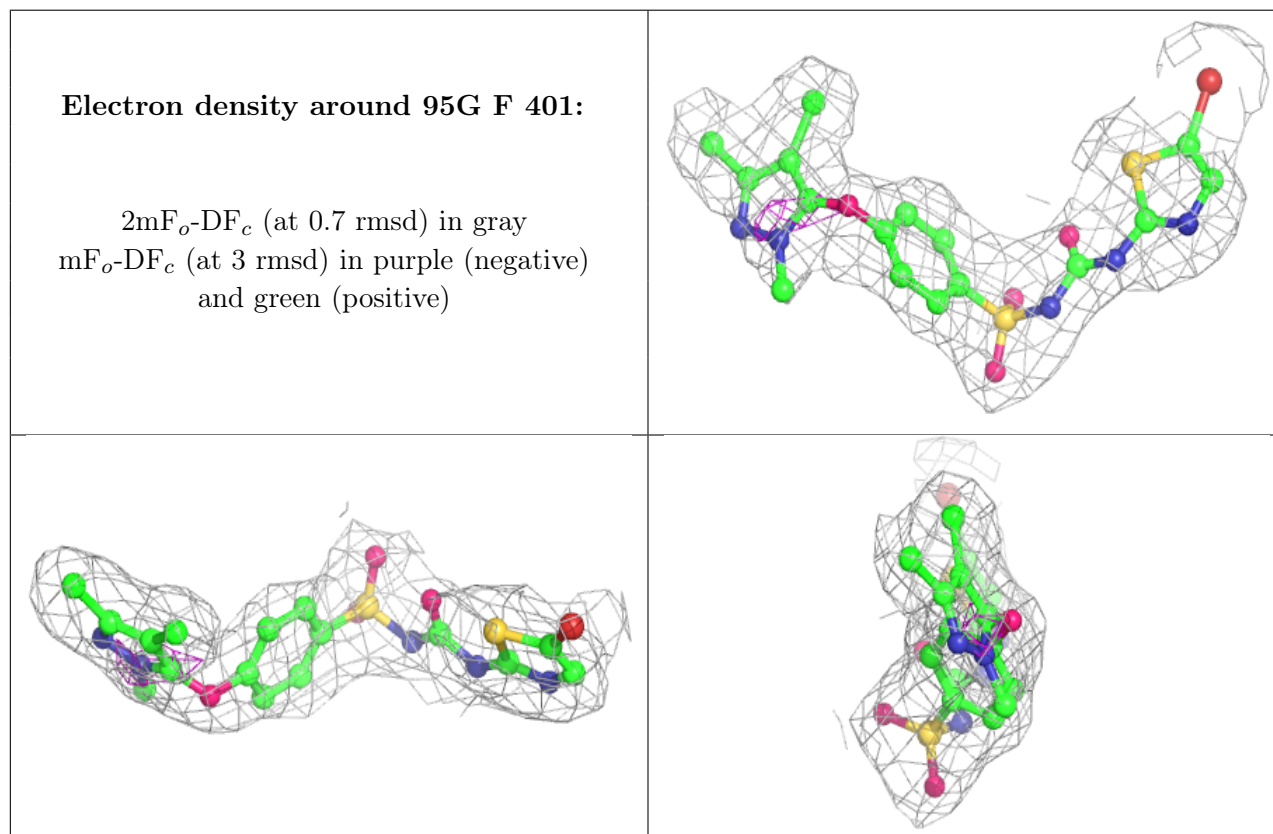 Electron density around 95G F 401:
2mFo-DFc (at 0.7 rmsd) in gray
mFo-DFc (at 3 rmsd) in purple (negative)
and green (positive)